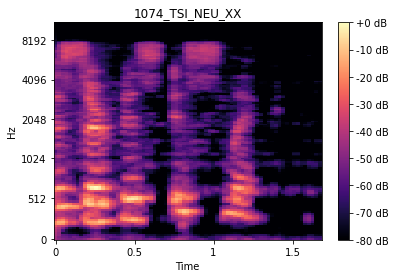 1074_TSI_NEU_XX
8192
4096
2048
1024
512
0
Hz
0
0.5
1
1.5
Time
+0 dB
-10 dB
-20 dB
-30 dB
-40 dB
-50 dB
-60 dB
-70 dB
-80 dB